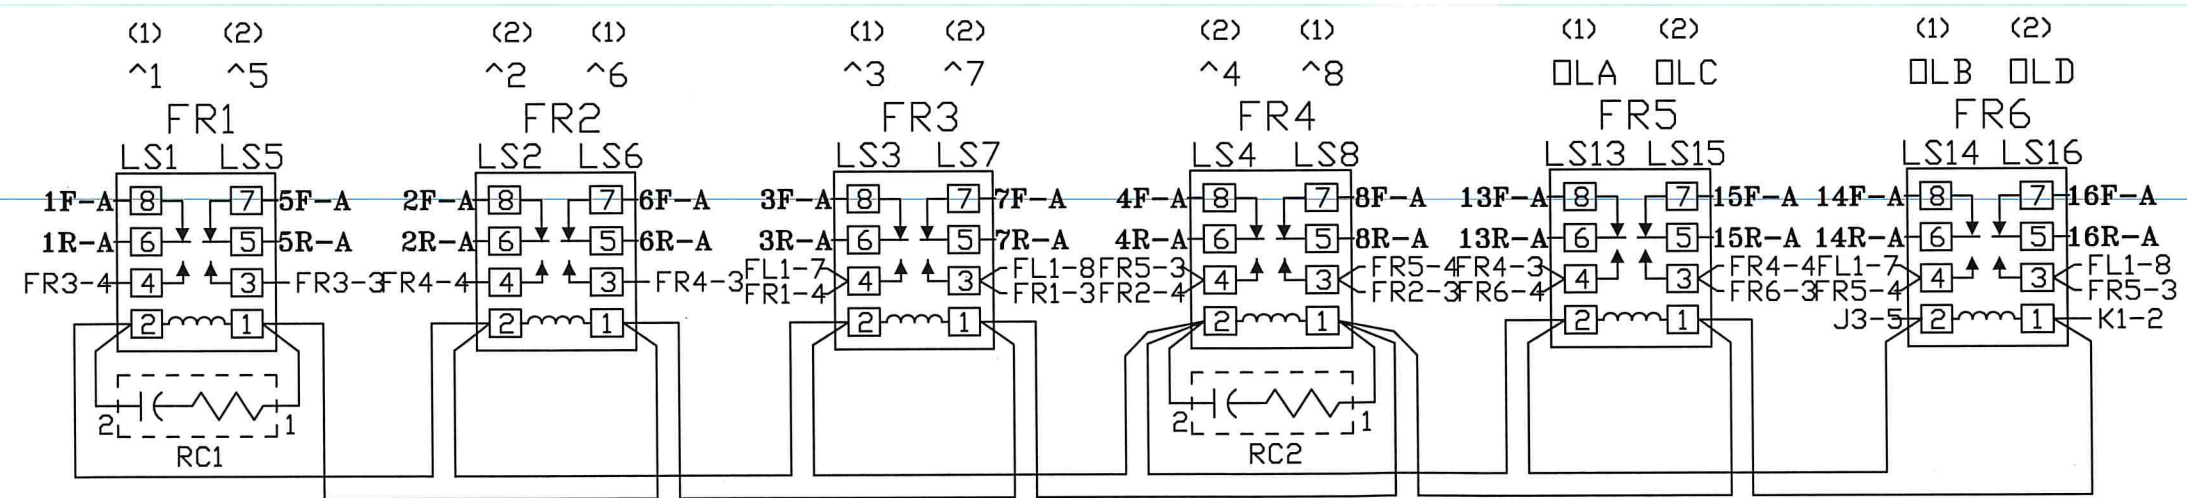 (1) (2) (2) (1) (1) (2) (2) (1) (1) (2) (1) (2)
^1 ^5 ^2 ^6 ^3 ^7 ^4 ^8 OLA OLC OLB OLD
FR1 FR2 FR3 FR4 FR5 FR6
LS1 LS5 LS2 LS6 LS3 LS7 LS4 LS8 LS13 LS15 LS14 LS16
1F-A 8 7 5F-A 2F-A 8 7 6F-A 3F-A 8 7 7F-A 4F-A 8 7 8F-A 13F-A 8 7 15F-A 14F-A 8 7 16F-A
1R-A 6 5 5R-A 2R-A 6 5 6R-A 3R-A 6 5 7R-A 4R-A 6 5 8R-A 13R-A 6 5 15R-A 14R-A 6 5 16R-A
FL1-7 FL1-8 FR5-3 FR5-4 FR4-3 FR4-4 FL1-7 FL1-8
FR3-4 4 3 FR3-3 FR4-4 4 3 FR4-3 4 3 4 3 4 3 4 3
FR1-4 FR1-3 FR2-4 FR2-3 FR6-4 FR6-3 FR5-4 FR5-3
2 1 2 1 2 1 2 1 2 1 J3-5 2 1 K1-2
2 1 2 1
RC1 RC2